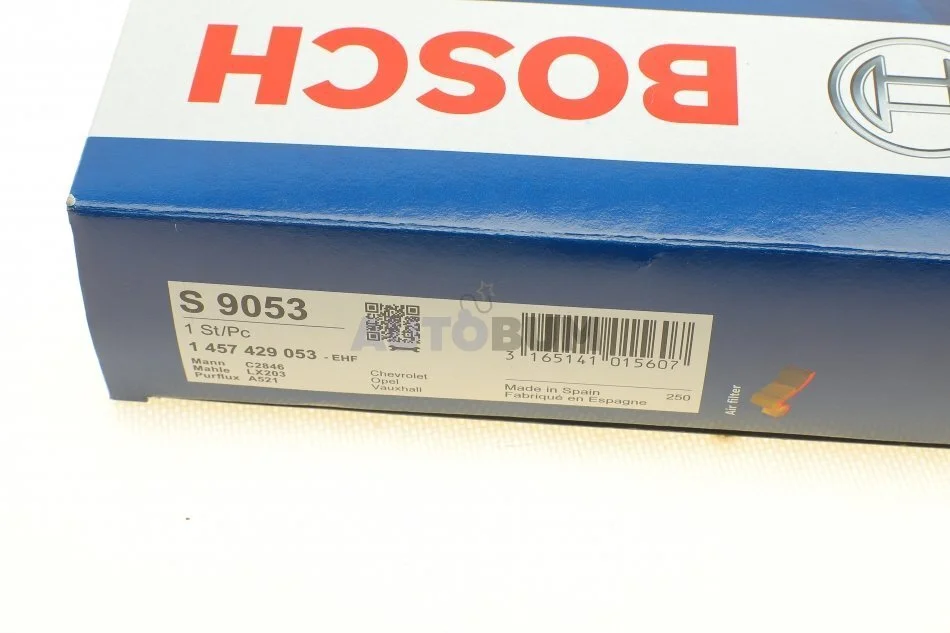 BOSCH
S 9053
1 St/Pc
1 457 429 053 - EHF
Mann C2846
Mahle LX203
Purflux A521
Chevrolet
Opel
Vauxhall
AUTOBUM
3 165141 015607
Made in Spain
Fabriqué en Espagne 250
Air filter